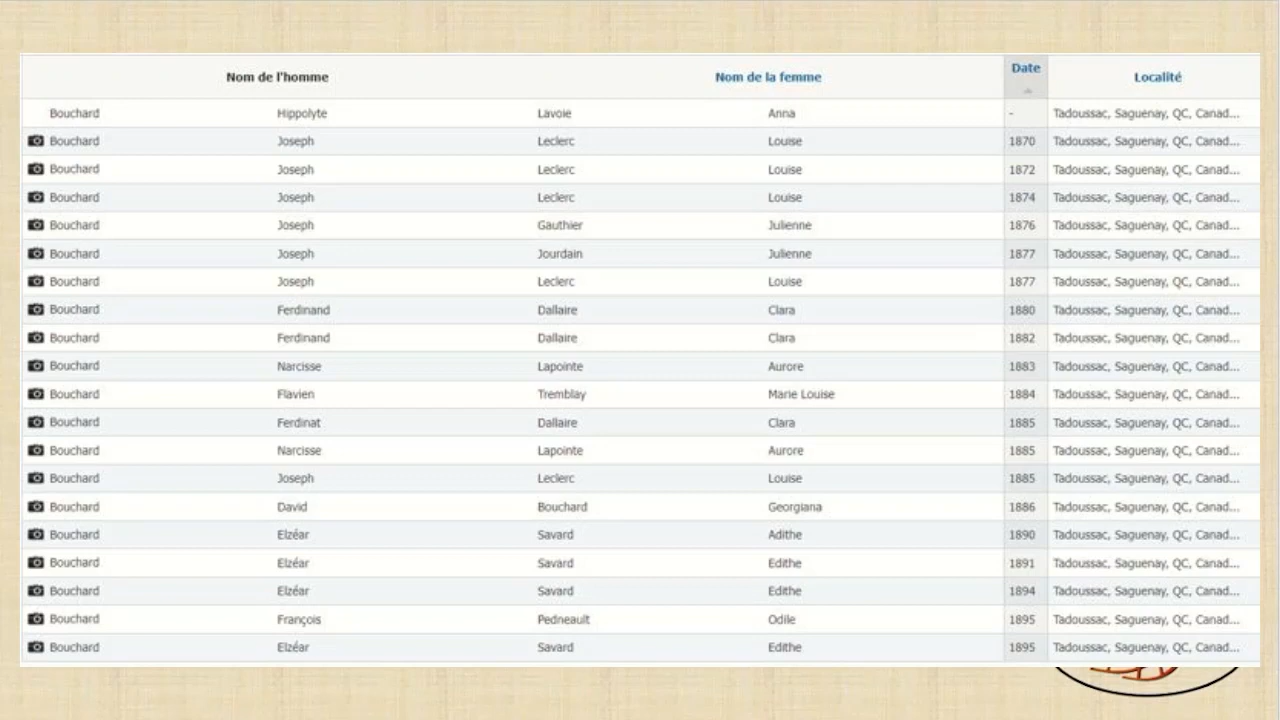 Nom de l'homme Nom de la femme Date Localité
Bouchard Hippolyte Lavoie Anna - Tadoussac, Saguenay, QC, Canad...
Bouchard Joseph Leclerc Louise 1870 Tadoussac, Saguenay, QC, Canad...
Bouchard Joseph Leclerc Louise 1872 Tadoussac, Saguenay, QC, Canad...
Bouchard Joseph Leclerc Louise 1874 Tadoussac, Saguenay, QC, Canad...
Bouchard Joseph Gauthier Julienne 1876 Tadoussac, Saguenay, QC, Canad...
Bouchard Joseph Jourdain Julienne 1877 Tadoussac, Saguenay, QC, Canad...
Bouchard Joseph Leclerc Louise 1877 Tadoussac, Saguenay, QC, Canad...
Bouchard Ferdinand Dallaire Clara 1880 Tadoussac, Saguenay, QC, Canad...
Bouchard Ferdinand Dallaire Clara 1882 Tadoussac, Saguenay, QC, Canad...
Bouchard Narcisse Lapointe Aurore 1883 Tadoussac, Saguenay, QC, Canad...
Bouchard Flavien Tremblay Marie Louise 1884 Tadoussac, Saguenay, QC, Canad...
Bouchard Ferdinat Dallaire Clara 1885 Tadoussac, Saguenay, QC, Canad...
Bouchard Narcisse Lapointe Aurore 1885 Tadoussac, Saguenay, QC, Canad...
Bouchard Joseph Leclerc Louise 1885 Tadoussac, Saguenay, QC, Canad...
Bouchard David Bouchard Georgiana 1886 Tadoussac, Saguenay, QC, Canad...
Bouchard Elzéar Savard Adithe 1890 Tadoussac, Saguenay, QC, Canad...
Bouchard Elzéar Savard Edithe 1891 Tadoussac, Saguenay, QC, Canad...
Bouchard Elzéar Savard Edithe 1894 Tadoussac, Saguenay, QC, Canad...
Bouchard François Pedneault Odile 1895 Tadoussac, Saguenay, QC, Canad...
Bouchard Elzéar Savard Edithe 1895 Tadoussac, Saguenay, QC, Canad...